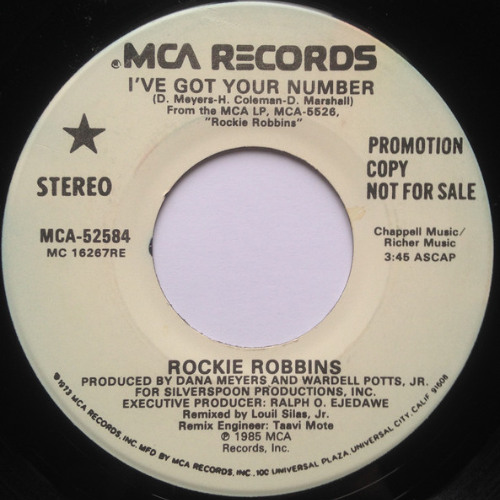 MCA RECORDS
I'VE GOT YOUR NUMBER
(D. Meyers-H. Coleman-D. Marshall)
From the MCA LP, MCA-5526,
"Rockie Robbins"
STEREO
PROMOTION
COPY
NOT FOR SALE
MCA-52584
MC 16267RE
Chappell Music/
Richer Music
3:45 ASCAP
ROCKIE ROBBINS
PRODUCED BY DANA MEYERS AND WARDELL POTTS, JR.
FOR SILVERSPOON PRODUCTIONS, INC.
EXECUTIVE PRODUCER: RALPH O. EJEDAWE
Remixed by Louil Silas, Jr.
Remix Engineer: Taavi Mote
℗ 1985 MCA
Records, Inc.
©1973 MCA RECORDS, INC. MFD BY MCA RECORDS, INC., 100 UNIVERSAL PLAZA, UNIVERSAL CITY, CALIF. 91608